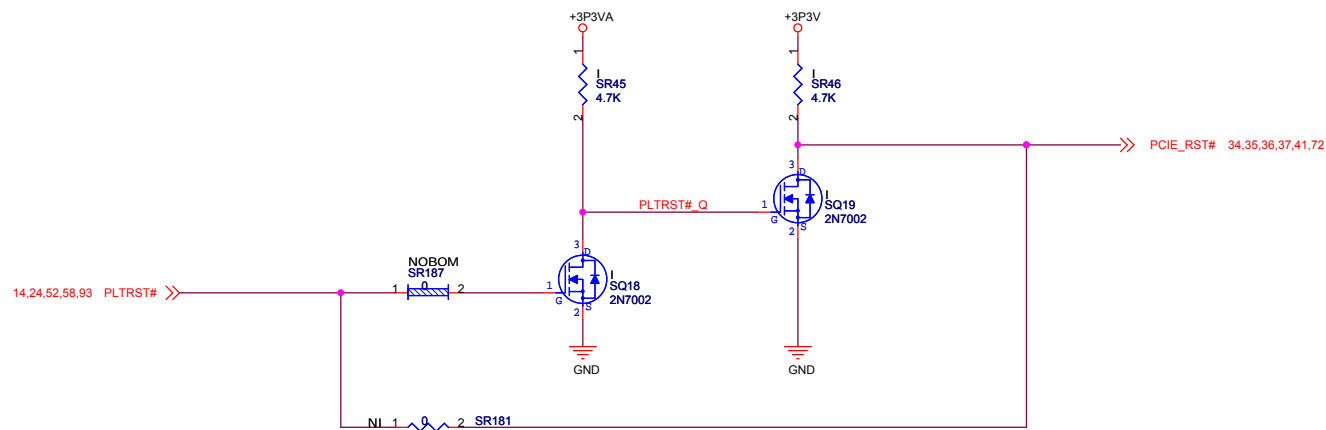 +3P3VA
+3P3V
1
1
I
SR45
4.7K
I
SR46
4.7K
2
2
PCIE_RST# 34,35,36,37,41,72
3
D
I
SQ19
2N7002
PLTRST#_Q
1
G
2
S
3
D
I
SQ18
2N7002
NOBOM
SR187
0
14,24,52,58,93 PLTRST#
1
2
1
G
2
S
GND
GND
NI 1 0 2 SR181